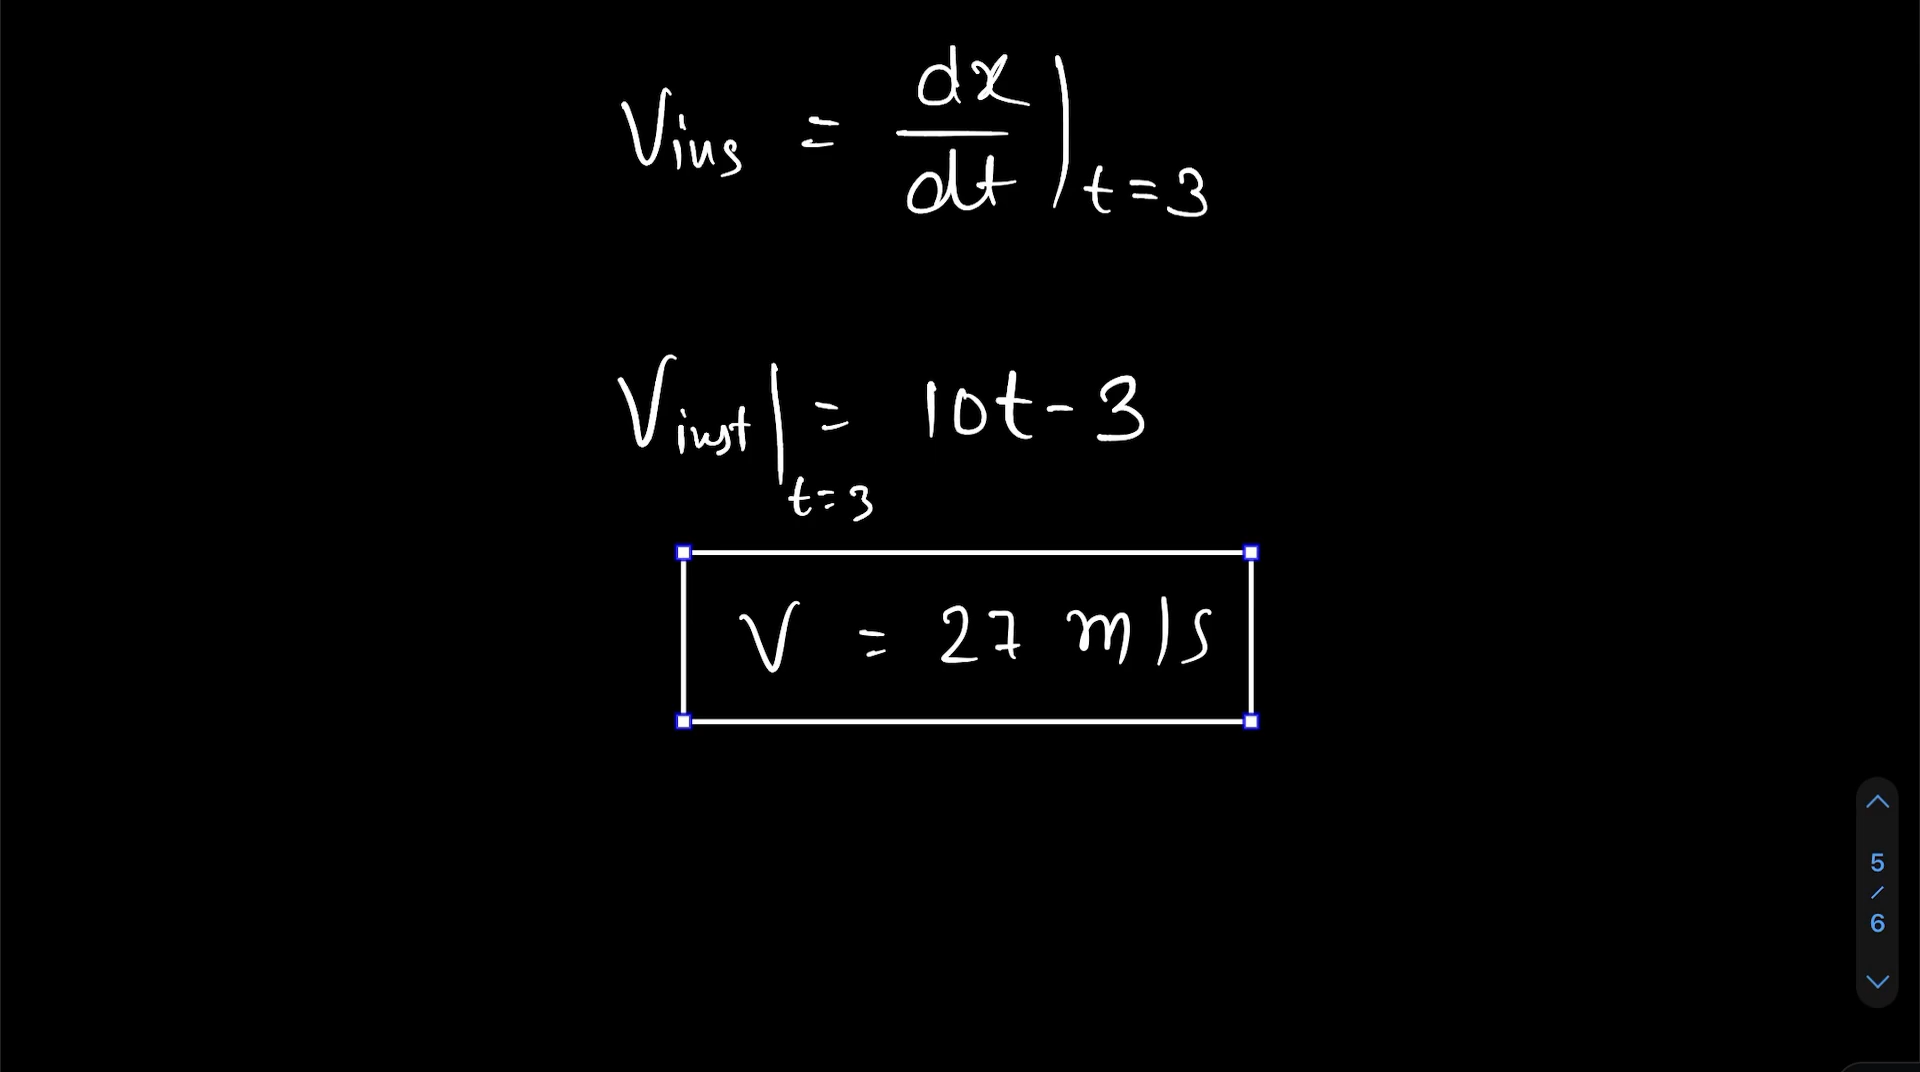 Vins = dx/dt |t=3
Vinst |t=3 = 10t - 3
V = 27 m/s
5
/
6